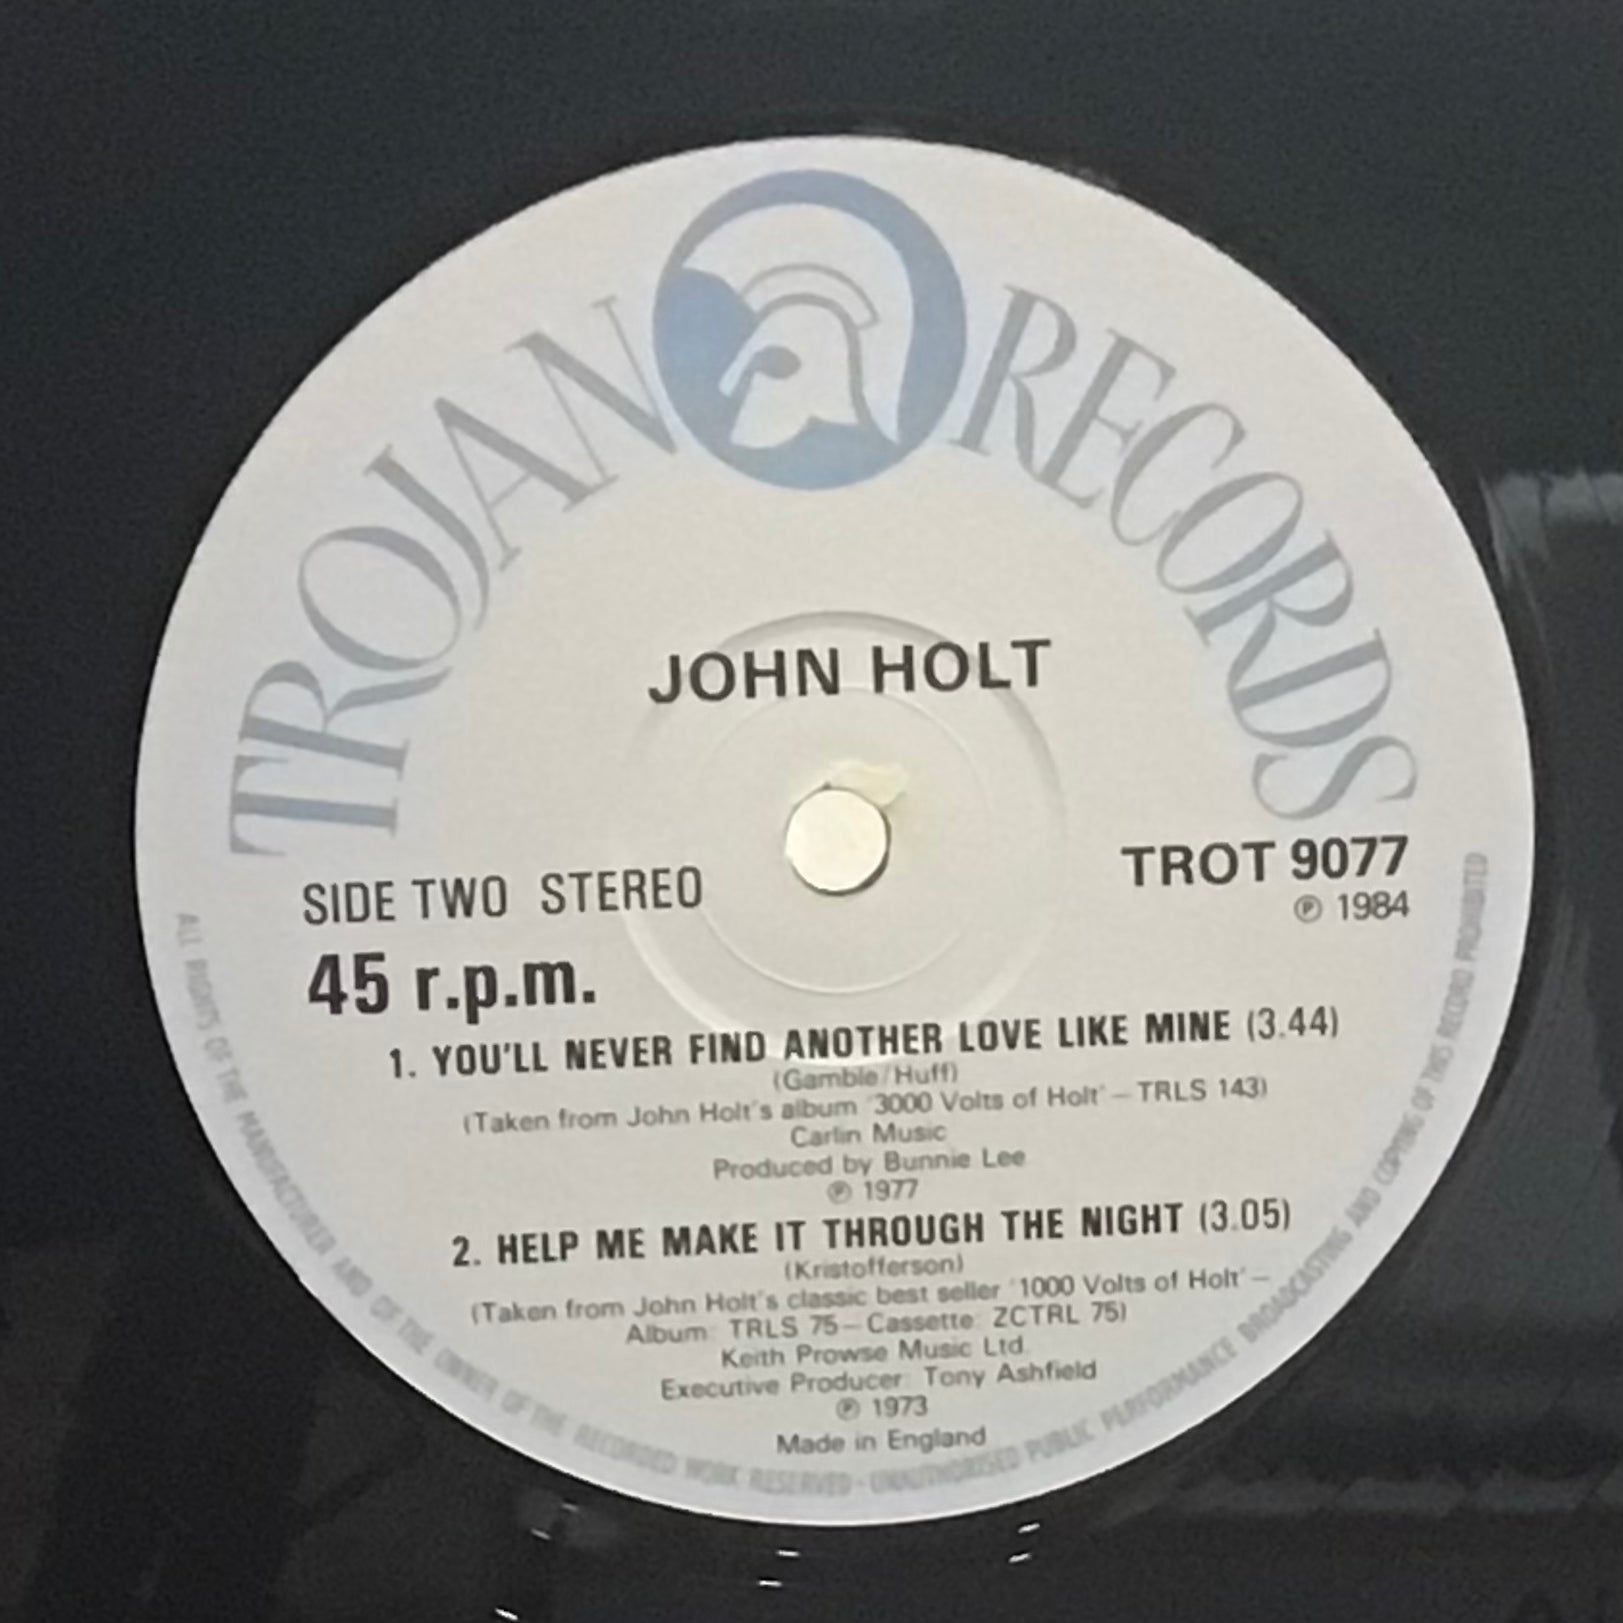 TROJAN RECORDS
JOHN HOLT
SIDE TWO STEREO
TROT 9077
℗ 1984
45 r.p.m.
1. YOU'LL NEVER FIND ANOTHER LOVE LIKE MINE (3.44)
(Gamble/Huff)
(Taken from John Holt's album '3000 Volts of Holt' – TRLS 143)
Carlin Music
Produced by Bunnie Lee
℗ 1977
2. HELP ME MAKE IT THROUGH THE NIGHT (3.05)
(Kristofferson)
(Taken from John Holt's classic best seller '1000 Volts of Holt' –
Album: TRLS 75 – Cassette: ZCTRL 75)
Keith Prowse Music Ltd.
Executive Producer: Tony Ashfield
℗ 1973
Made in England
ALL RIGHTS OF THE MANUFACTURER AND OF THE OWNER OF THE RECORDED WORK RESERVED · UNAUTHORISED PUBLIC PERFORMANCE BROADCASTING AND COPYING OF THIS RECORD PROHIBITED